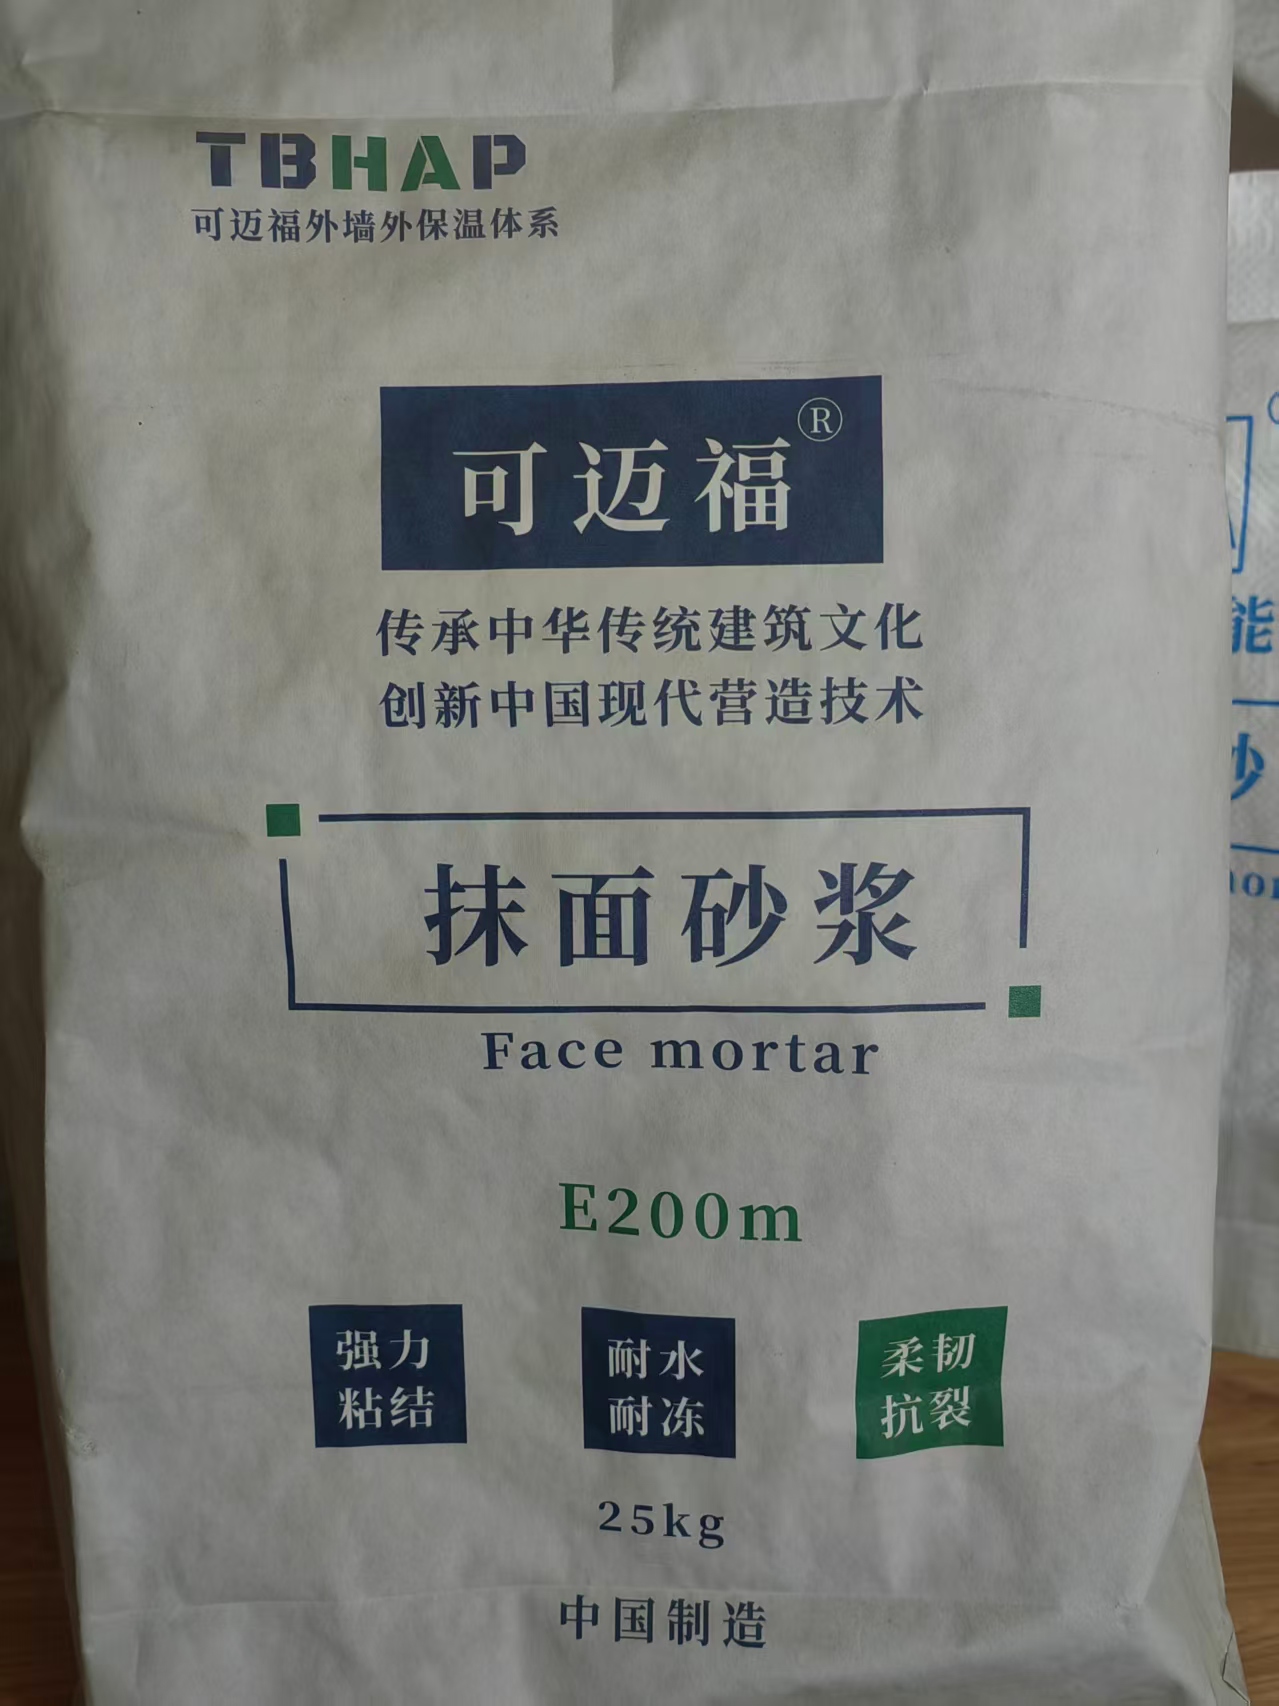 TBHAP
可迈福外墙外保温体系
可迈福®
传承中华传统建筑文化
创新中国现代营造技术
抹面砂浆
Face mortar
E200m
强力
粘结
耐水
耐冻
柔韧
抗裂
25kg
中国制造
能